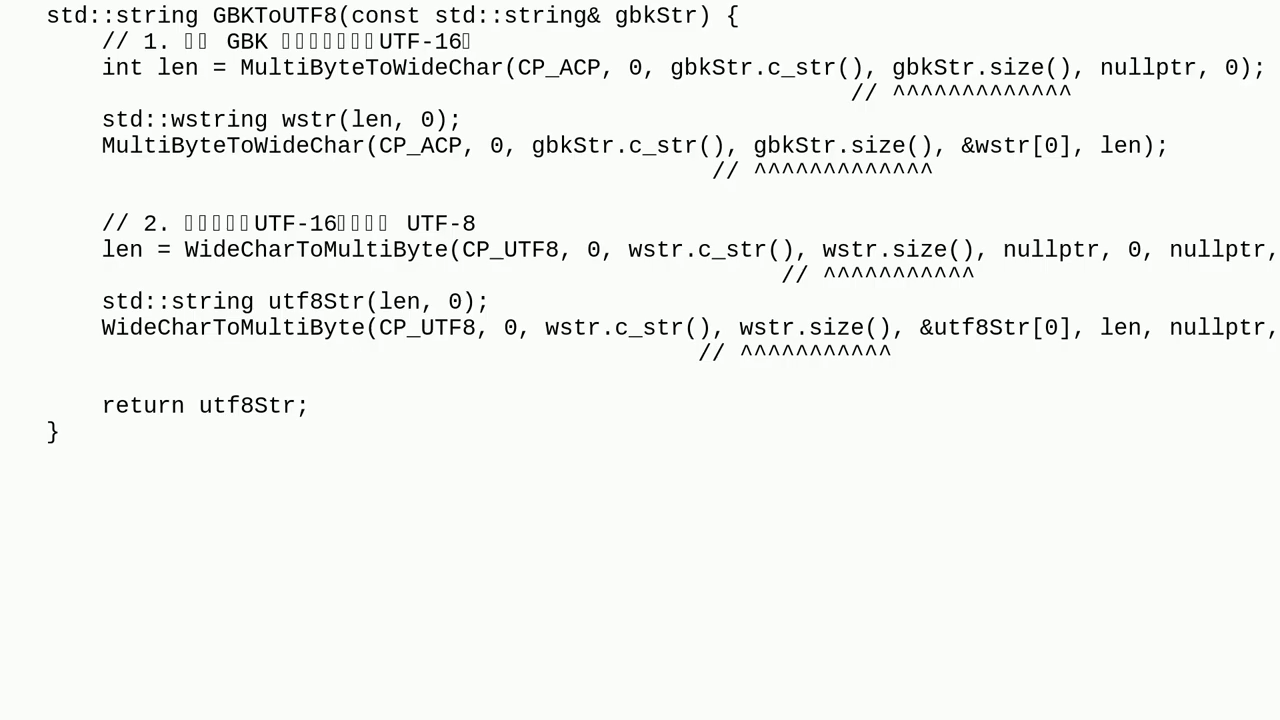 std::string GBKToUTF8(const std::string& gbkStr) {
// 1. GBK UTF-16
int len = MultiByteToWideChar(CP_ACP, 0, gbkStr.c_str(), gbkStr.size(), nullptr, 0);
// ^^^^^^^^^^^^^
std::wstring wstr(len, 0);
MultiByteToWideChar(CP_ACP, 0, gbkStr.c_str(), gbkStr.size(), &wstr[0], len);
// ^^^^^^^^^^^^^
// 2. UTF-16 UTF-8
len = WideCharToMultiByte(CP_UTF8, 0, wstr.c_str(), wstr.size(), nullptr, 0, nullptr,
// ^^^^^^^^^^^
std::string utf8Str(len, 0);
WideCharToMultiByte(CP_UTF8, 0, wstr.c_str(), wstr.size(), &utf8Str[0], len, nullptr,
// ^^^^^^^^^^^
return utf8Str;
}